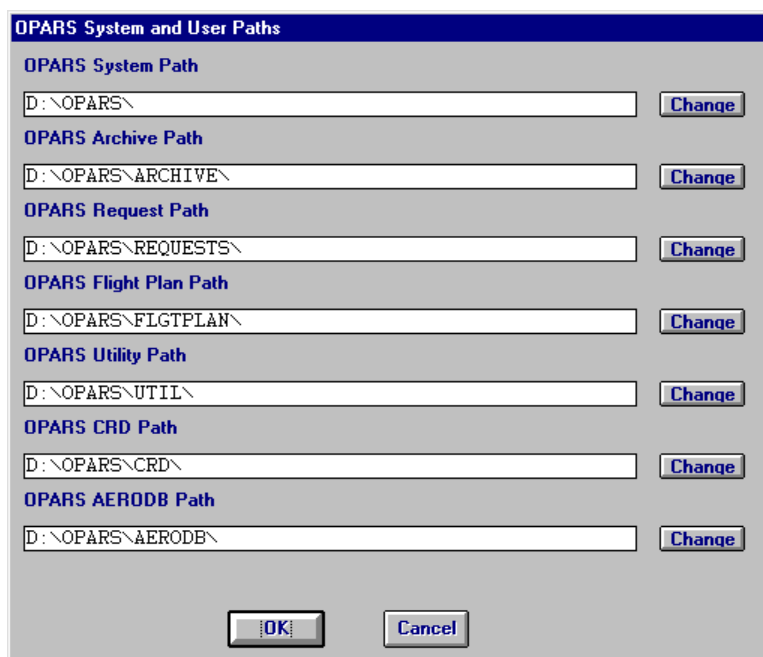 OPARS System and User Paths
OPARS System Path
D:\OPARS\ Change
OPARS Archive Path
D:\OPARS\ARCHIVE\ Change
OPARS Request Path
D:\OPARS\REQUESTS\ Change
OPARS Flight Plan Path
D:\OPARS\FLGTPLAN\ Change
OPARS Utility Path
D:\OPARS\UTIL\ Change
OPARS CRD Path
D:\OPARS\CRD\ Change
OPARS AERODB Path
D:\OPARS\AERODB\ Change
OK Cancel